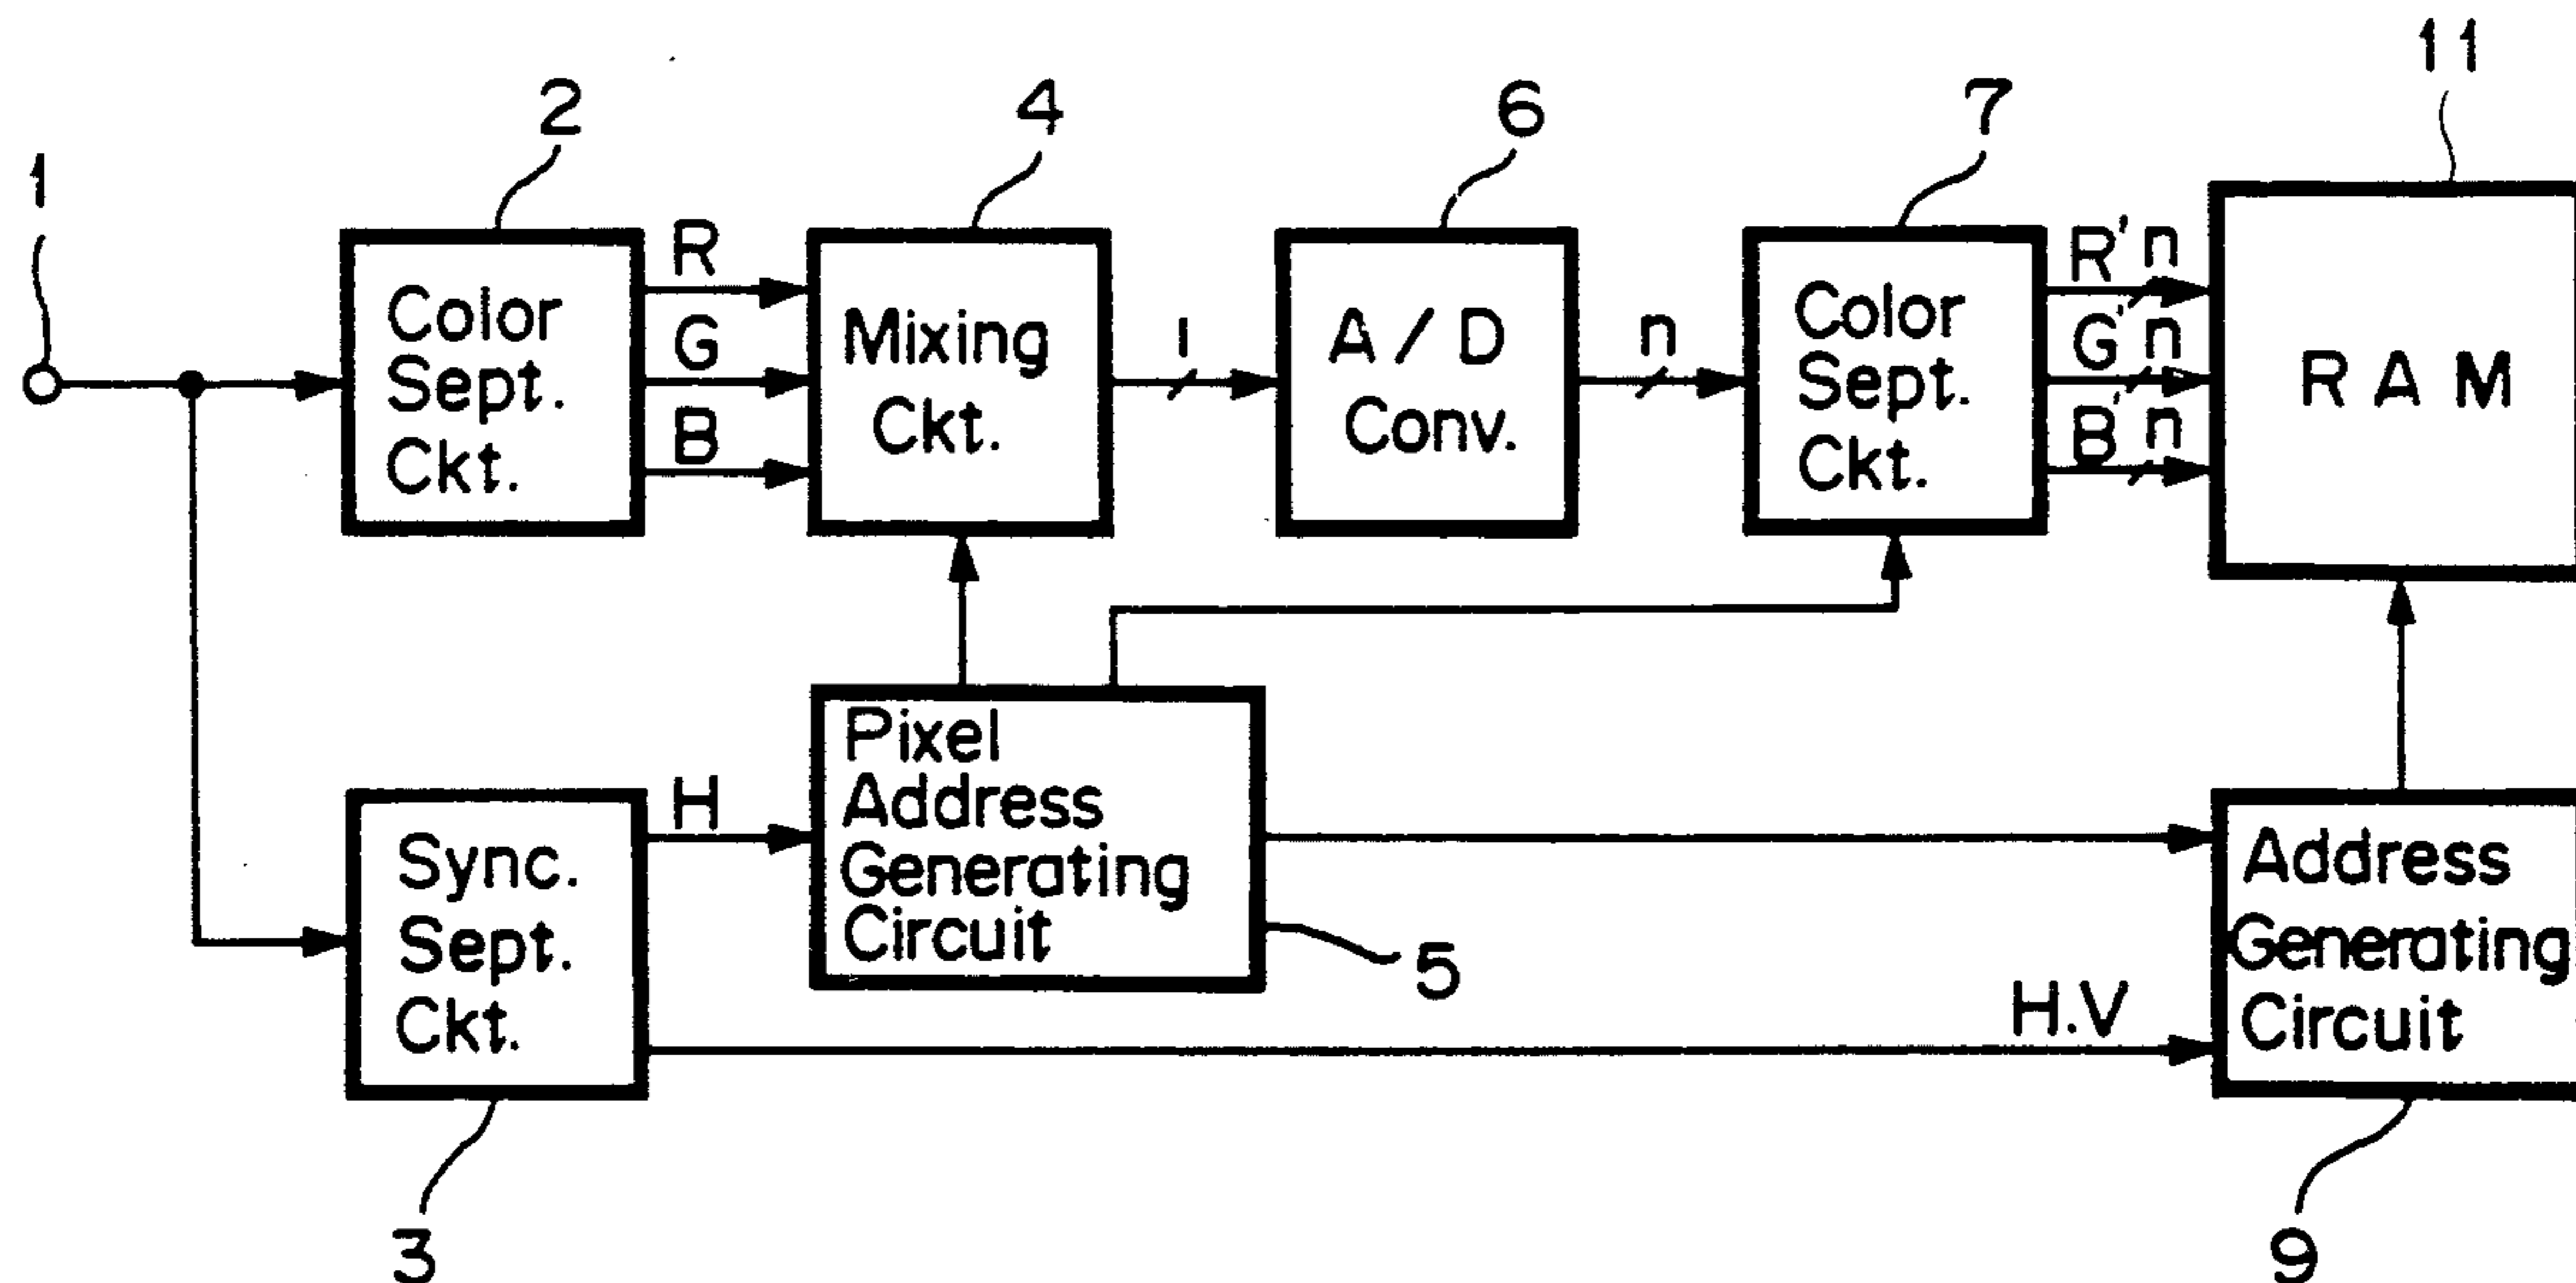 1
2
4
6
7
11
Color
Sept.
Ckt.
R
G
B
Mixing
Ckt.
1
A / D
Conv.
n
Color
Sept.
Ckt.
R' n
G' n
B' n
R A M
Sync.
Sept.
Ckt.
H
Pixel
Address
Generating
Circuit
5
H.V
Address
Generating
Circuit
3
9